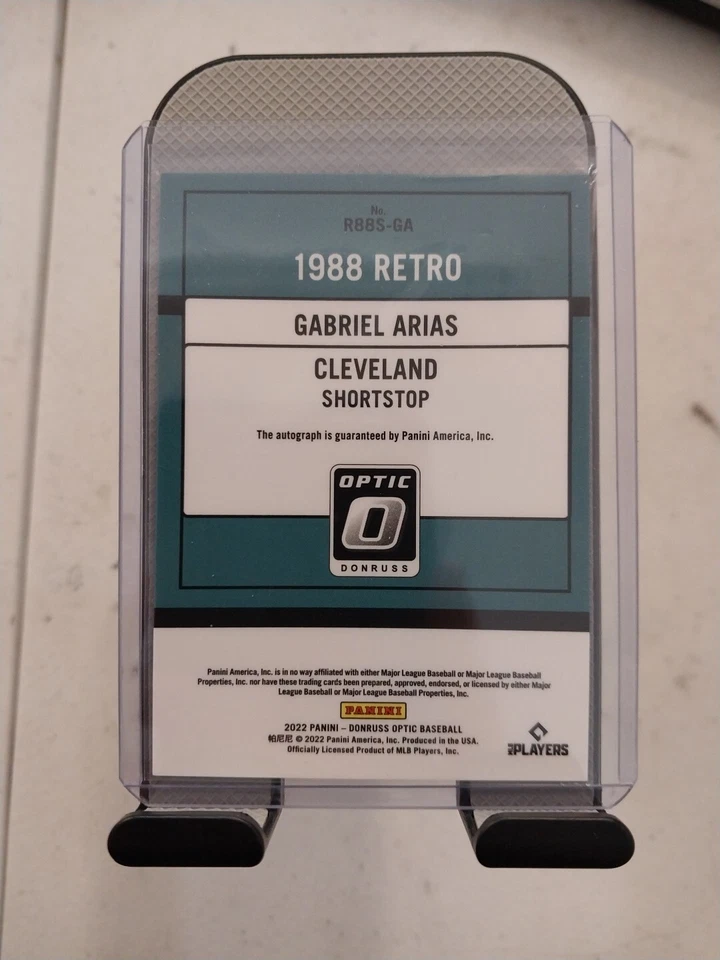 No.
R88S-GA
1988 RETRO
GABRIEL ARIAS
CLEVELAND
SHORTSTOP
The autograph is guaranteed by Panini America, Inc.
OPTIC
O
DONRUSS
Panini America, Inc. is in no way affiliated with either Major League Baseball or Major League Baseball
Properties, Inc. nor have these trading cards been prepared, approved, endorsed, or licensed by either Major
League Baseball or Major League Baseball Properties, Inc.
PANINI
2022 PANINI – DONRUSS OPTIC BASEBALL
帕尼尼 © 2022 Panini America, Inc. Produced in the USA.
Officially Licensed Product of MLB Players, Inc.
MLB PLAYERS